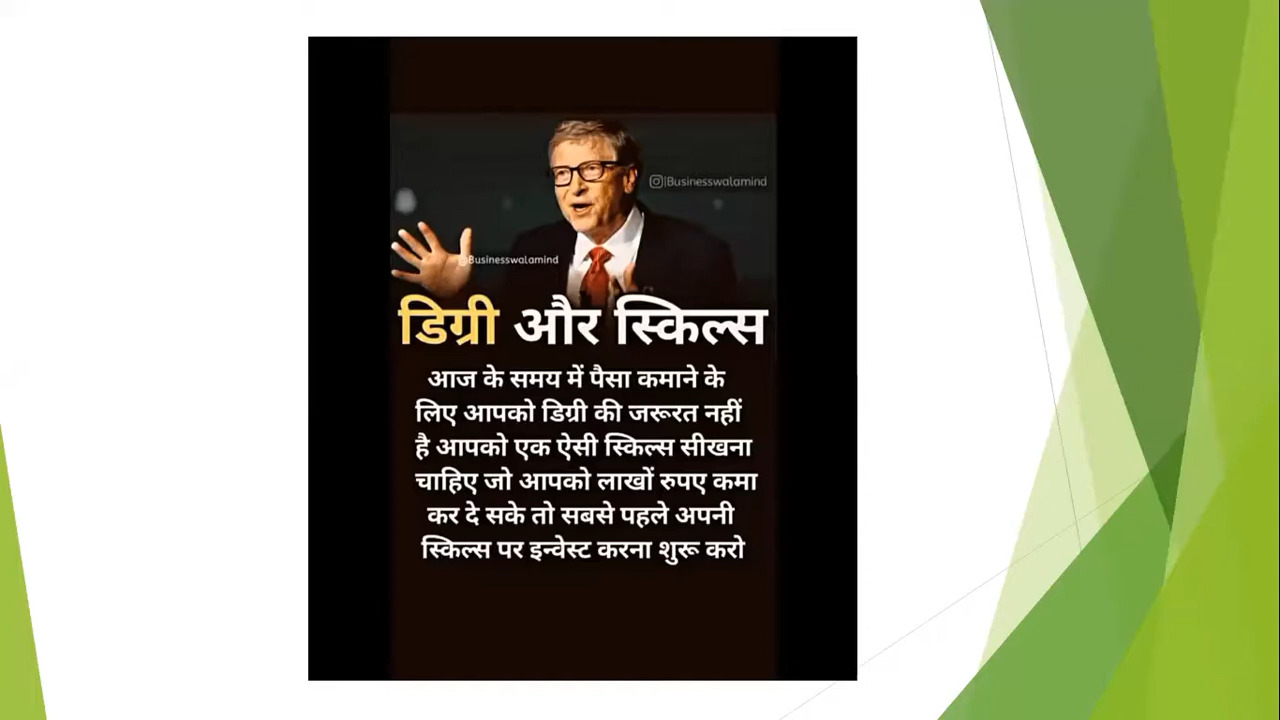 |Businesswalamind
@Businesswalamind
डिग्री और स्किल्स
आज के समय में पैसा कमाने के
लिए आपको डिग्री की जरूरत नहीं
है आपको एक ऐसी स्किल्स सीखना
चाहिए जो आपको लाखों रुपए कमा
कर दे सके तो सबसे पहले अपनी
स्किल्स पर इन्वेस्ट करना शुरू करो